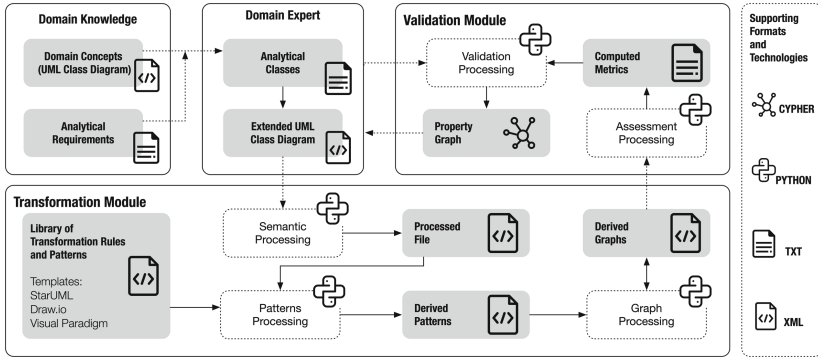 Domain Knowledge
Domain Concepts
(UML Class Diagram)
Analytical
Requirements
Domain Expert
Analytical
Classes
Extended UML
Class Diagram
Validation Module
Validation
Processing
Computed
Metrics
Property
Graph
Assessment
Processing
Transformation Module
Library of
Transformation Rules
and Patterns
Templates:
StarUML
Draw.io
Visual Paradigm
Semantic
Processing
Processed
File
Derived
Graphs
Patterns
Processing
Derived
Patterns
Graph
Processing
Supporting
Formats
and
Technologies
CYPHER
PYTHON
TXT
XML